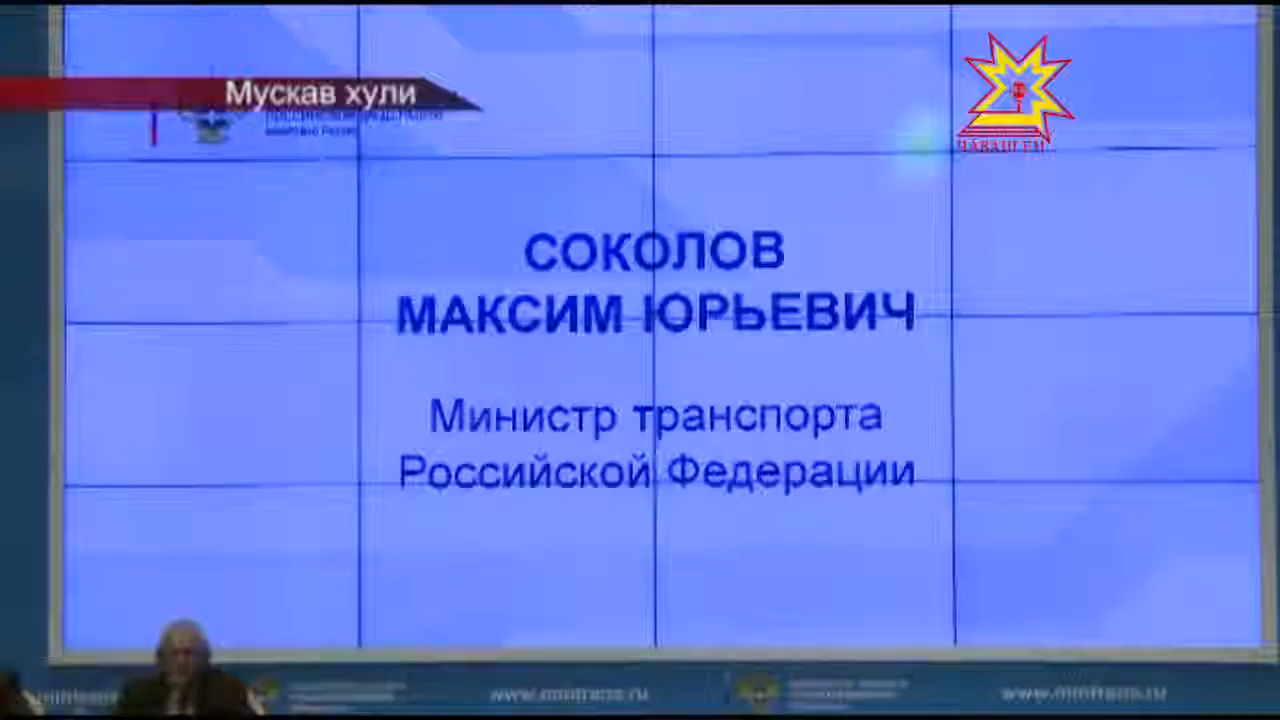 Мускав хули
СОКОЛОВ
МАКСИМ ЮРЬЕВИЧ
Министр транспорта
Российской Федерации
www.mintrans.ru
www.mintrans.ru